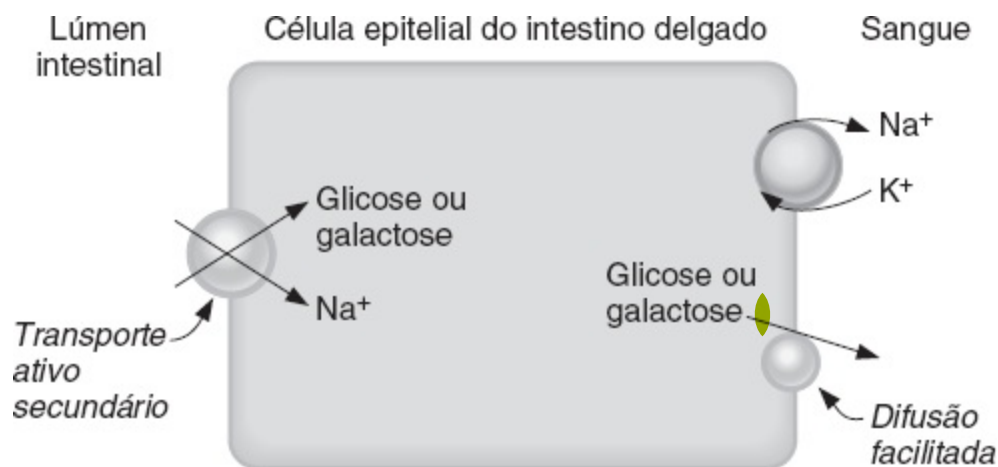 Lúmen
intestinal
Célula epitelial do intestino delgado
Sangue
Na⁺
K⁺
Glicose ou
galactose
Na⁺
Glicose ou
galactose
Transporte
ativo
secundário
Difusão
facilitada